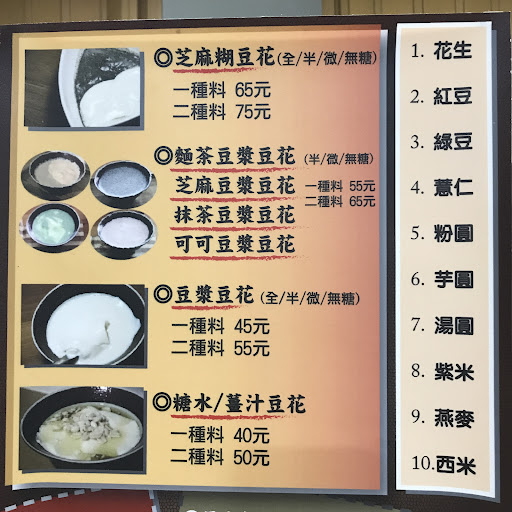 ◎芝麻糊豆花(全/半/微/無糖)
一種料 65元
二種料 75元
◎麵茶豆漿豆花 (半/微/無糖)
芝麻豆漿豆花 一種料 55元
二種料 65元
抹茶豆漿豆花
可可豆漿豆花
◎豆漿豆花 (全/半/微/無糖)
一種料 45元
二種料 55元
◎糖水/薑汁豆花
一種料 40元
二種料 50元
1. 花生
2. 紅豆
3. 綠豆
4. 薏仁
5. 粉圓
6. 芋圓
7. 湯圓
8. 紫米
9. 燕麥
10.西米